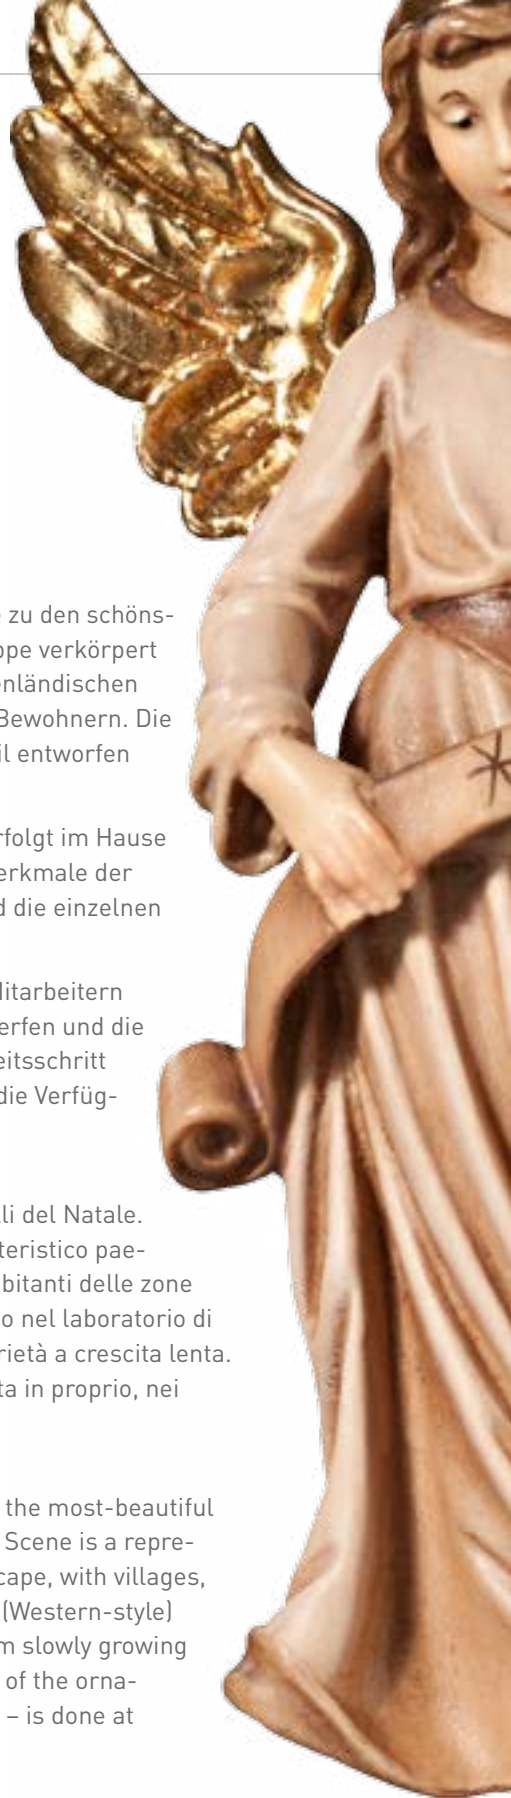 zu den schöns-
ppe verkörpert
enländischen
Bewohnern. Die
il entworfen
rfolgt im Hause
erkmale der
d die einzelnen
Mitarbeitern
erfen und die
eitsschritt
die Verfüg-
li del Natale.
teristico pae-
bitanti delle zone
o nel laboratorio di
rietà a crescita lenta.
ta in proprio, nei
the most-beautiful
Scene is a repre-
cape, with villages,
(Western-style)
m slowly growing
of the orna-
– is done at